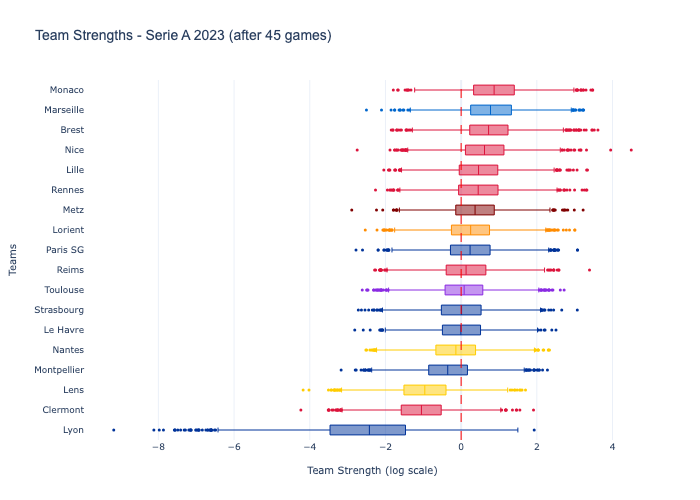 Team Strengths - Serie A 2023 (after 45 games)
Teams
Monaco
Marseille
Brest
Nice
Lille
Rennes
Metz
Lorient
Paris SG
Reims
Toulouse
Strasbourg
Le Havre
Nantes
Montpellier
Lens
Clermont
Lyon
−8 −6 −4 −2 0 2 4
Team Strength (log scale)